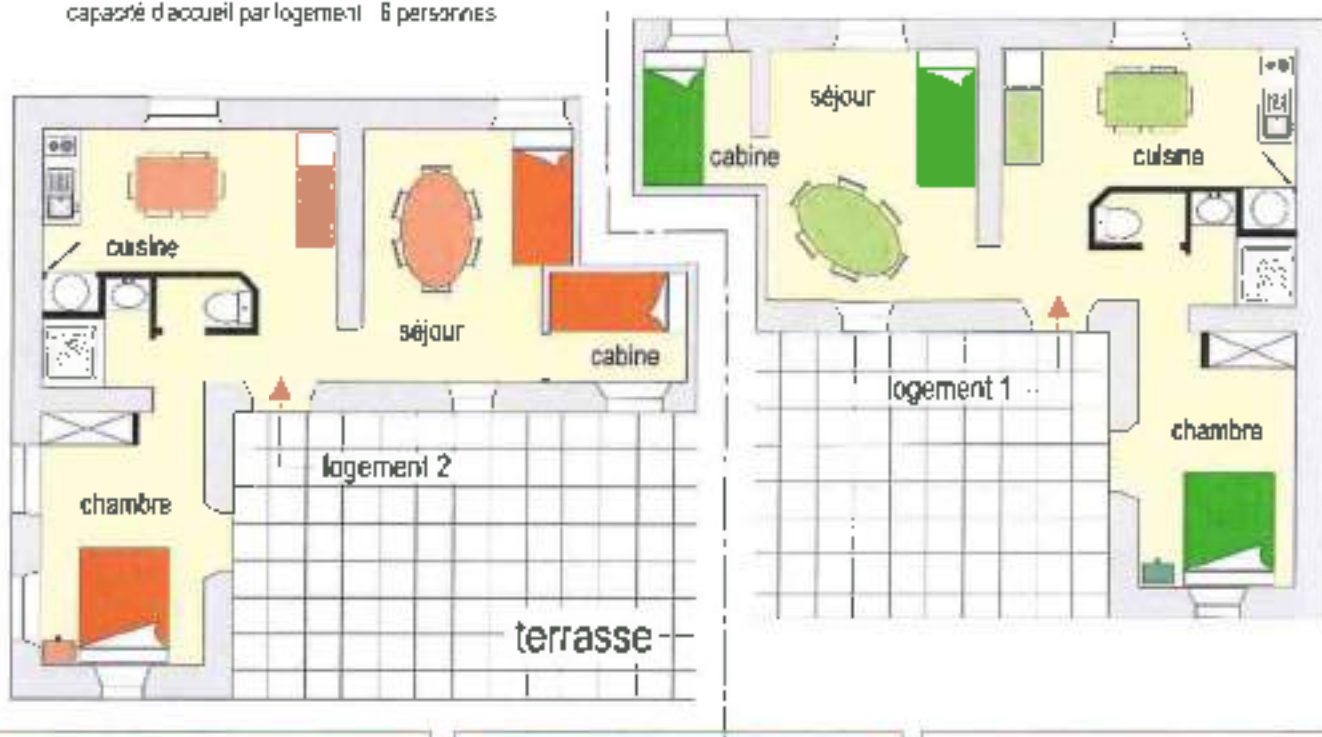 capacité d'accueil par logement 6 personnes
séjour
cabine
cuisine
cuisine
séjour
cabine
logement 1
chambre
logement 2
chambre
terrasse